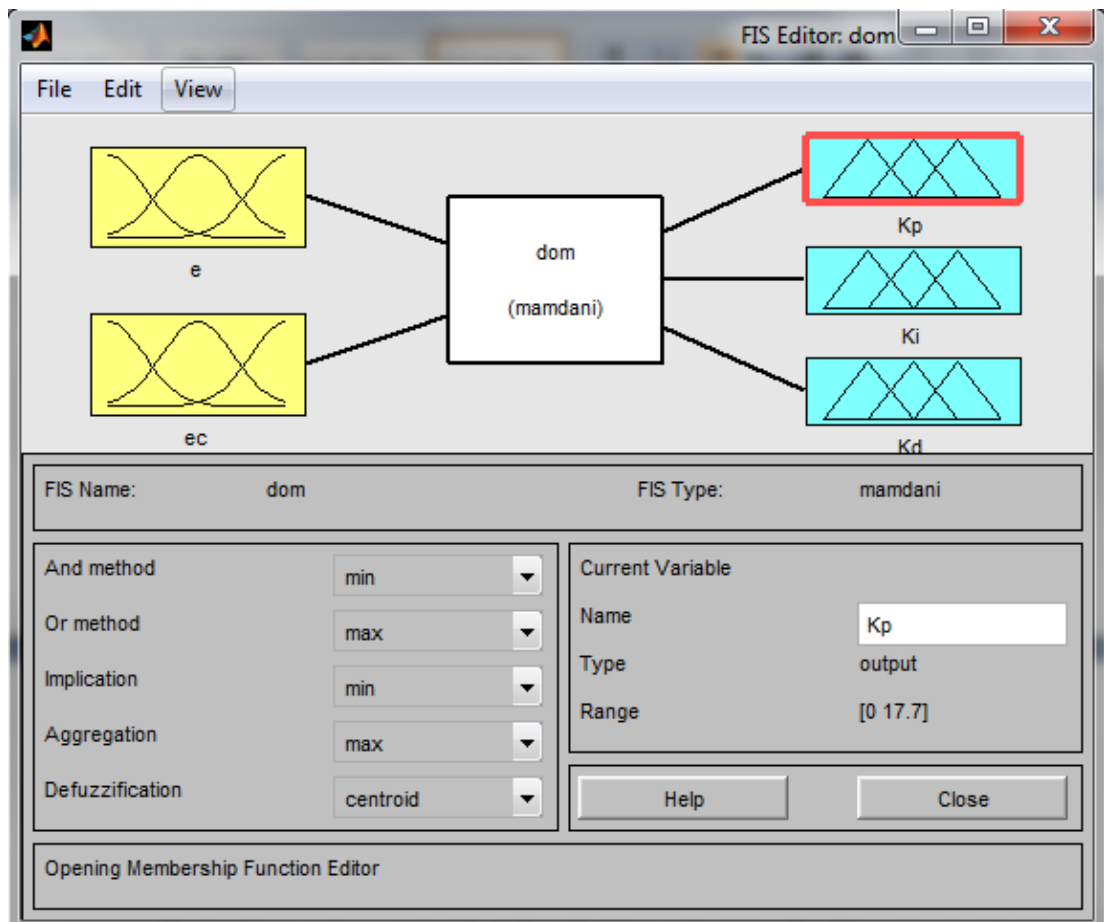 FIS Editor: dom
File Edit View
e
ec
dom
(mamdani)
Kp
Ki
Kd
FIS Name: dom FIS Type: mamdani
And method min
Or method max
Implication min
Aggregation max
Defuzzification centroid
Current Variable
Name Kp
Type output
Range [0 17.7]
Help Close
Opening Membership Function Editor